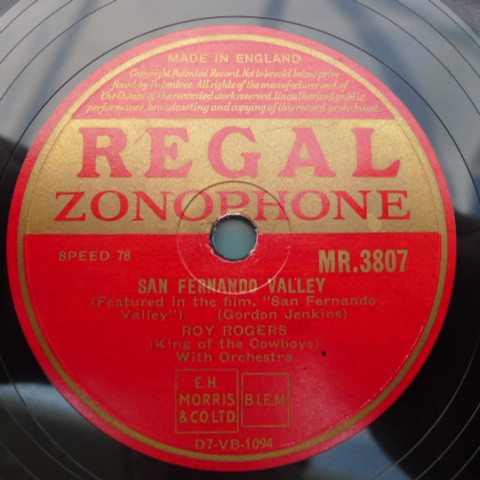 MADE IN ENGLAND
Copyright Patented Record. Not to be sold below price
fixed by Patentees. All rights of the manufacturer and of
the Owner of the recorded work reserved. Unauthorised public
performance, broadcasting and copying of this record prohibited.
REGAL
ZONOPHONE
SPEED 78
MR.3807
SAN FERNANDO VALLEY
(Featured in the film, "San Fernando
Valley") (Gordon Jenkins)
ROY ROGERS
(King of the Cowboys)
With Orchestra
E.H. MORRIS & CO. LTD.
B.I.E.M
D7-VB-1094